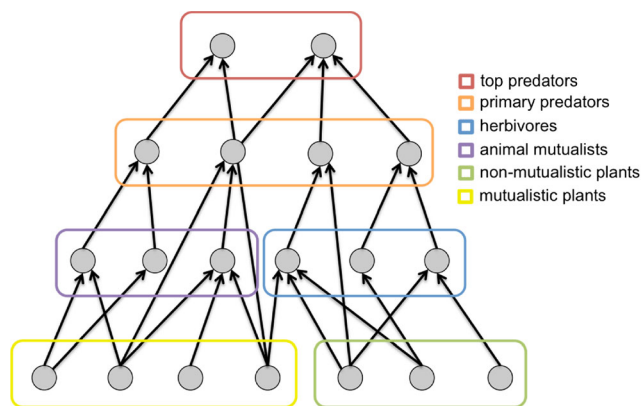 top predators
primary predators
herbivores
animal mutualists
non-mutualistic plants
mutualistic plants